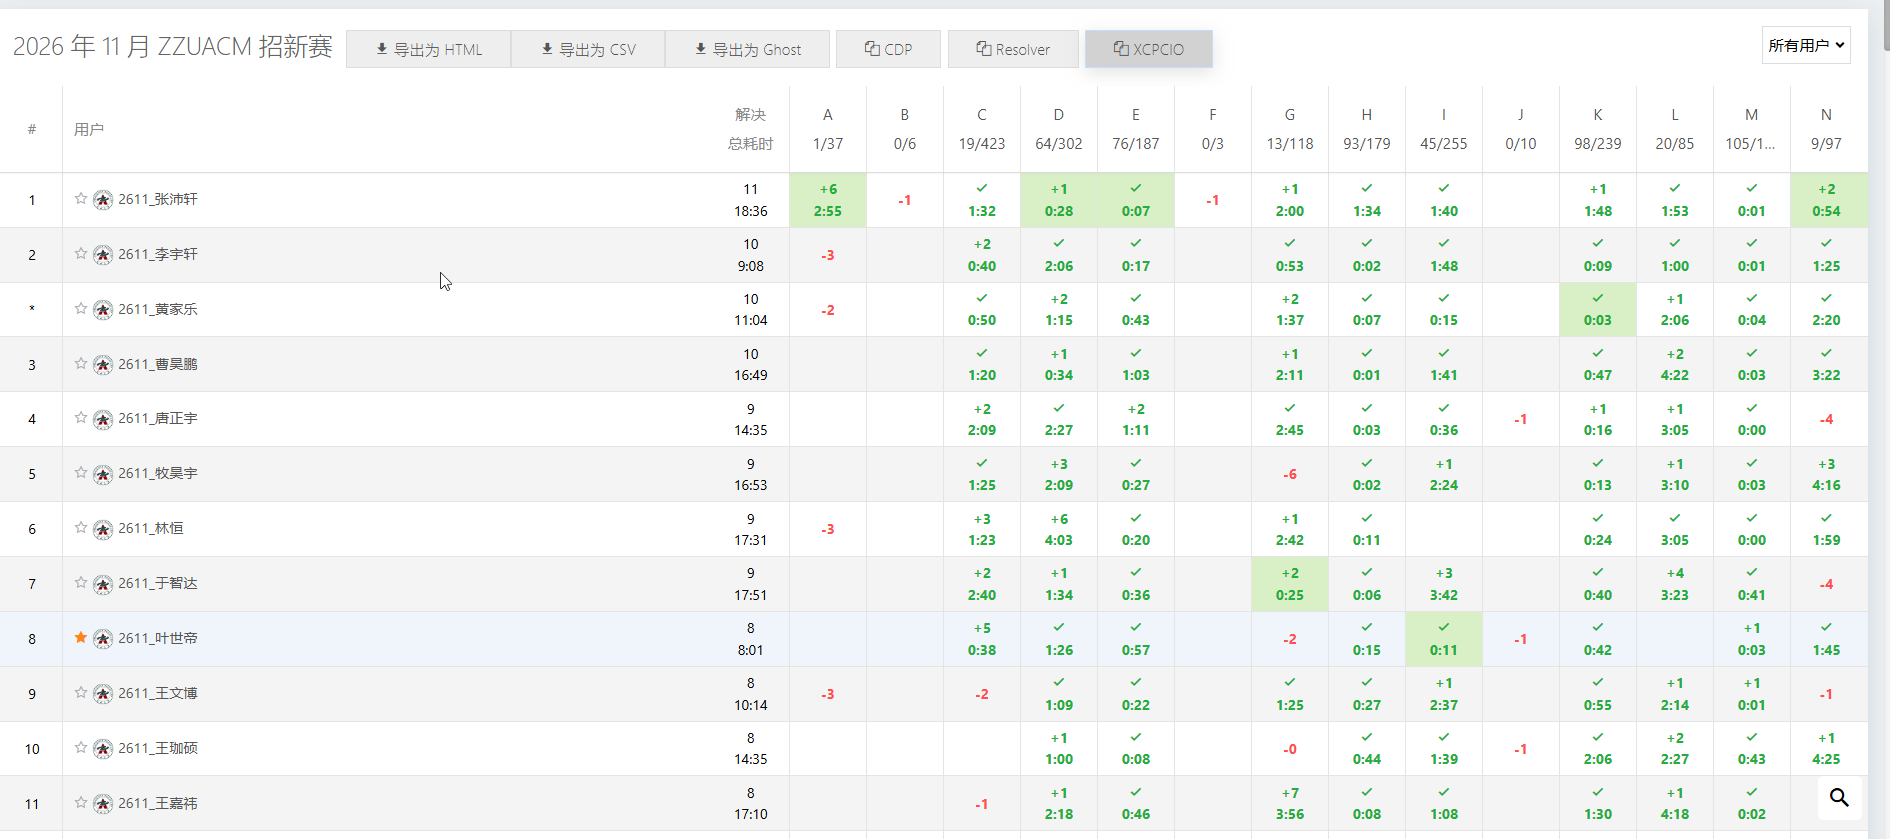 2026 年 11 月 ZZUACM 招新赛 导出为 HTML 导出为 CSV 导出为 Ghost CDP Resolver XCPCIO 所有用户
# 用户 解决 A B C D E F G H I J K L M N
总耗时 1/37 0/6 19/423 64/302 76/187 0/3 13/118 93/179 45/255 0/10 98/239 20/85 105/1... 9/97
1 2611_张沛轩 11 +6 -1 ✓ +1 ✓ -1 +1 ✓ ✓ +1 ✓ ✓ +2
18:36 2:55 1:32 0:28 0:07 2:00 1:34 1:40 1:48 1:53 0:01 0:54
2 2611_李宇轩 10 -3 +2 ✓ ✓ ✓ ✓ ✓ ✓ ✓ ✓ ✓
9:08 0:40 2:06 0:17 0:53 0:02 1:48 0:09 1:00 0:01 1:25
* 2611_黄家乐 10 -2 ✓ +2 ✓ +2 ✓ ✓ ✓ +1 ✓ ✓
11:04 0:50 1:15 0:43 1:37 0:07 0:15 0:03 2:06 0:04 2:20
3 2611_曹昊鹏 10 ✓ +1 ✓ +1 ✓ ✓ ✓ +2 ✓ ✓
16:49 1:20 0:34 1:03 2:11 0:01 1:41 0:47 4:22 0:03 3:22
4 2611_唐正宇 9 +2 ✓ +2 ✓ ✓ ✓ -1 +1 +1 ✓ -4
14:35 2:09 2:27 1:11 2:45 0:03 0:36 0:16 3:05 0:00
5 2611_牧昊宇 9 ✓ +3 ✓ -6 ✓ +1 ✓ +1 ✓ +3
16:53 1:25 2:09 0:27 0:02 2:24 0:13 3:10 0:03 4:16
6 2611_林恒 9 -3 +3 +6 ✓ +1 ✓ ✓ ✓ ✓ ✓
17:31 1:23 4:03 0:20 2:42 0:11 0:24 3:05 0:00 1:59
7 2611_于智达 9 +2 +1 ✓ +2 ✓ +3 ✓ +4 ✓ -4
17:51 2:40 1:34 0:36 0:25 0:06 3:42 0:40 3:23 0:41
8 2611_叶世帝 8 +5 ✓ ✓ -2 ✓ ✓ -1 ✓ +1 ✓
8:01 0:38 1:26 0:57 0:15 0:11 0:42 0:03 1:45
9 2611_王文博 8 -3 -2 ✓ ✓ ✓ ✓ +1 ✓ +1 +1 -1
10:14 1:09 0:22 1:25 0:27 2:37 0:55 2:14 0:01
10 2611_王珈硕 8 +1 ✓ -0 ✓ ✓ -1 ✓ +2 ✓ +1
14:35 1:00 0:08 0:44 1:39 2:06 2:27 0:43 4:25
11 2611_王嘉祎 8 -1 +1 ✓ +7 ✓ ✓ ✓ +1 ✓
17:10 2:18 0:46 3:56 0:08 1:08 1:30 4:18 0:02